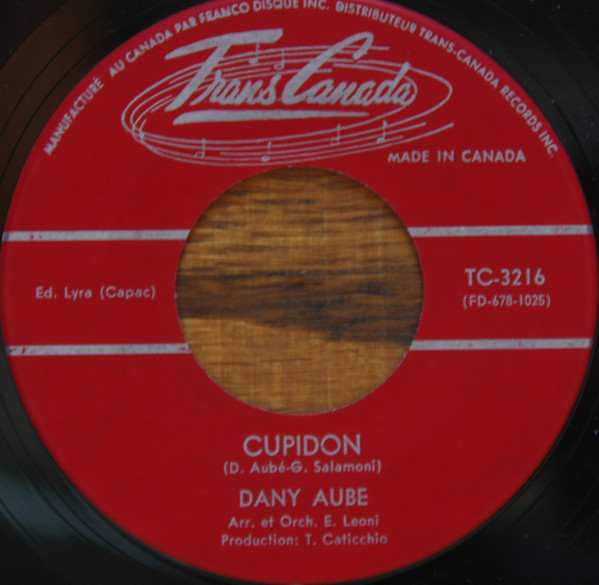 MANUFACTURÉ AU CANADA PAR FRANCO DISQUE INC. DISTRIBUTEUR TRANS-CANADA RECORDS INC.
Trans Canada
MADE IN CANADA
Ed. Lyra (Capac)
TC-3216
(FD-678-1025)
CUPIDON
(D. Aubé-G. Salamoni)
DANY AUBE
Arr. et Orch. E. Leoni
Production: T. Caticchio